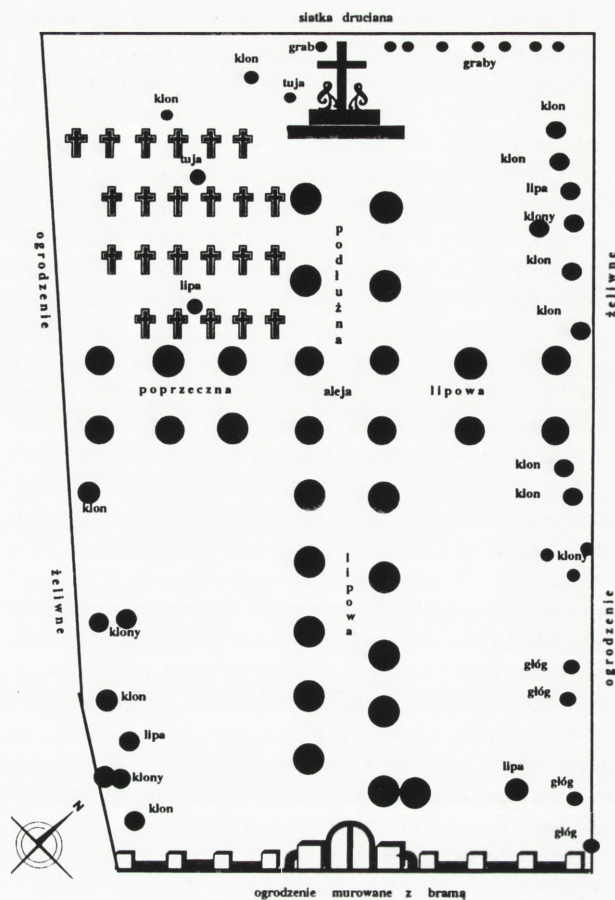 siatka druciana
grab
graby
klon
tuja
klon
klon
tuja
klon
lipa
klony
podłużna
ogrodzenie
żeliwne
klon
lipa
klon
poprzeczna aleja lipowa
klon
klon
klon
lipowa
klony
żeliwne
ogrodzenie
klony
głóg
głóg
klon
lipa
klony
lipa
głóg
klon
głóg
N
ogrodzenie murowane z bramą